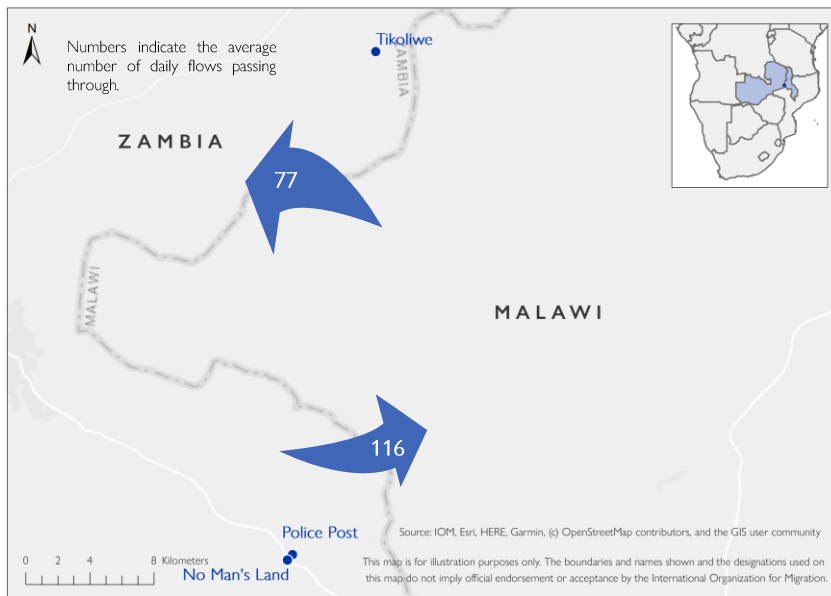 N
Numbers indicate the average
number of daily flows passing
through.
Tikoliwe
ZAMBIA
ZAMBIA
77
MALAWI
MALAWI
116
Police Post
No Man's Land
0 2 4 8 Kilometers
Source: IOM, Esri, HERE, Garmin, (c) OpenStreetMap contributors, and the GIS user community
This map is for illustration purposes only. The boundaries and names shown and the designations used on
this map do not imply official endorsement or acceptance by the International Organization for Migration.